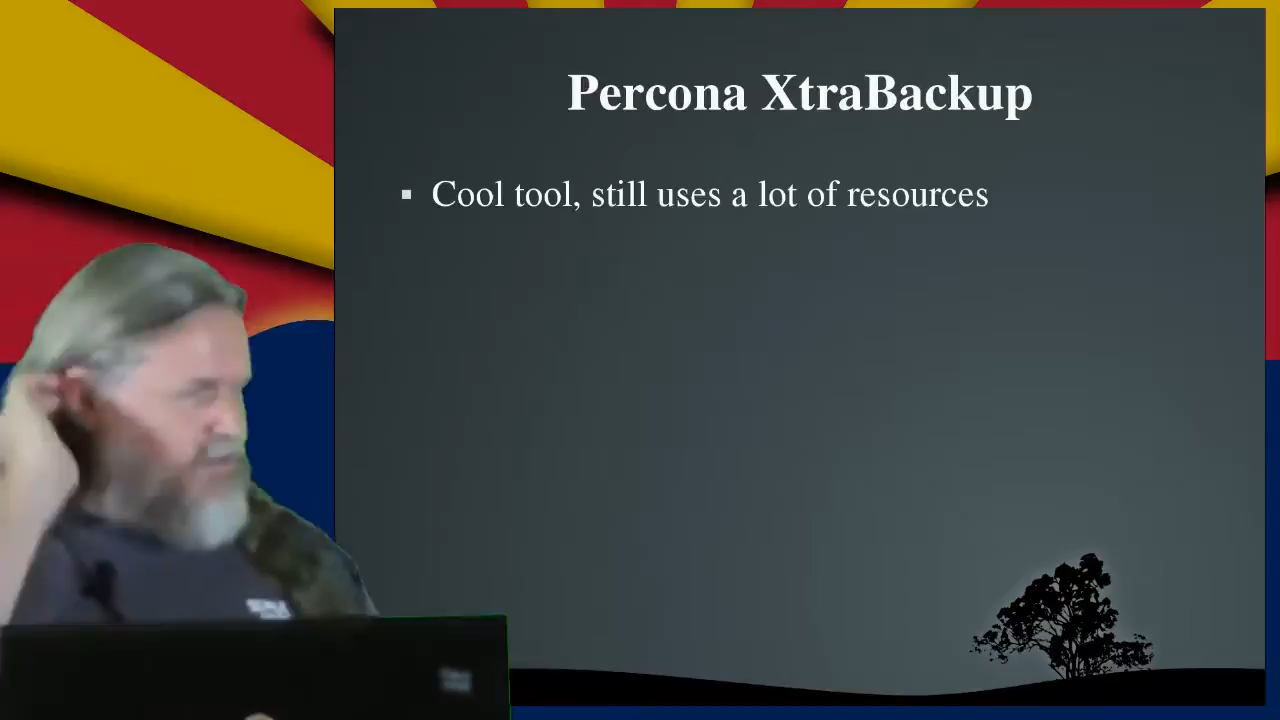 Percona XtraBackup
▪ Cool tool, still uses a lot of resources